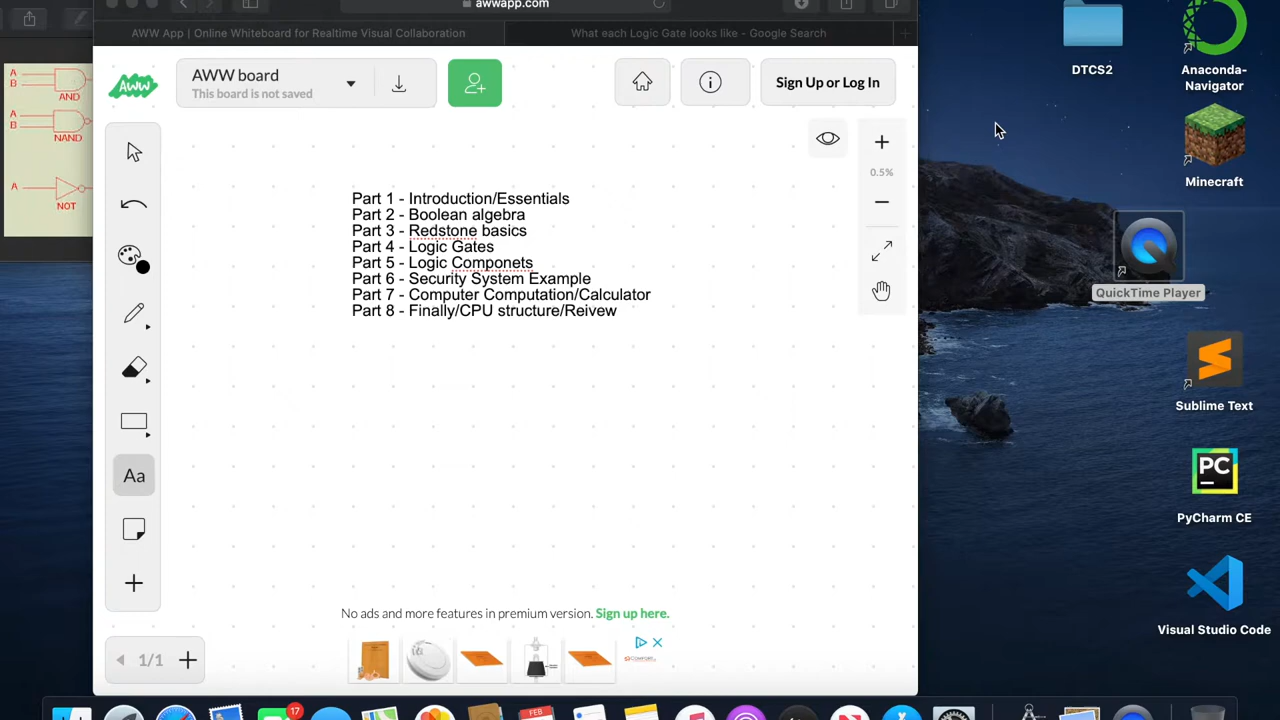 awwapp.com
AWW App | Online Whiteboard for Realtime Visual Collaboration
What each Logic Gate looks like - Google Search
AWW
AWW board
This board is not saved
Sign Up or Log In
0.5%
Part 1 - Introduction/Essentials
Part 2 - Boolean algebra
Part 3 - Redstone basics
Part 4 - Logic Gates
Part 5 - Logic Componets
Part 6 - Security System Example
Part 7 - Computer Computation/Calculator
Part 8 - Finally/CPU structure/Reivew
Aa
No ads and more features in premium version. Sign up here.
1/1
A
B
AND
A
B
NAND
A
NOT
DTCS2
Anaconda-
Navigator
Minecraft
QuickTime Player
Sublime Text
PC
PyCharm CE
Visual Studio Code
17
FEB